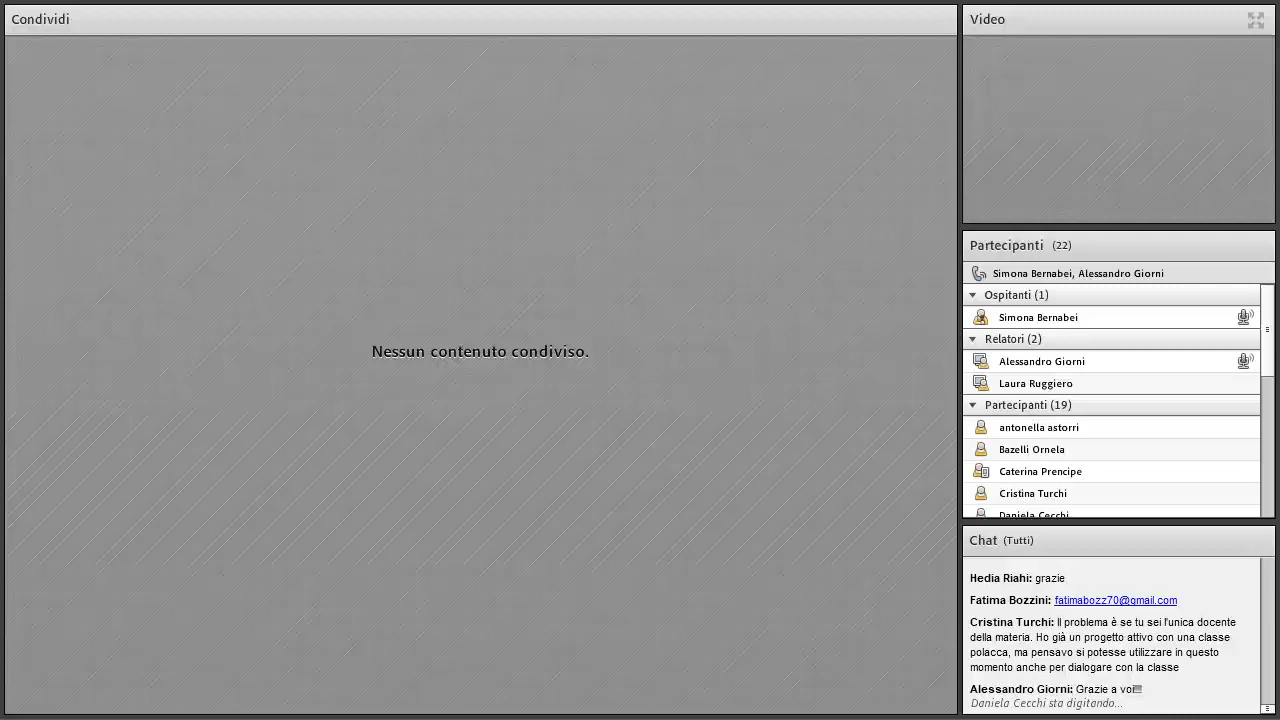 Condividi
Nessun contenuto condiviso.
Video
Partecipanti (22)
Simona Bernabei, Alessandro Giorni
Ospitanti (1)
Simona Bernabei
Relatori (2)
Alessandro Giorni
Laura Ruggiero
Partecipanti (19)
antonella astorri
Bazelli Ornela
Caterina Prencipe
Cristina Turchi
Daniela Cecchi
Chat (Tutti)
Hedia Riahi: grazie
Fatima Bozzini: fatimabozz70@gmail.com
Cristina Turchi: Il problema è se tu sei l'unica docente
della materia. Ho già un progetto attivo con una classe
polacca, ma pensavo si potesse utilizzare in questo
momento anche per dialogare con la classe
Alessandro Giorni: Grazie a voi
Daniela Cecchi sta digitando...